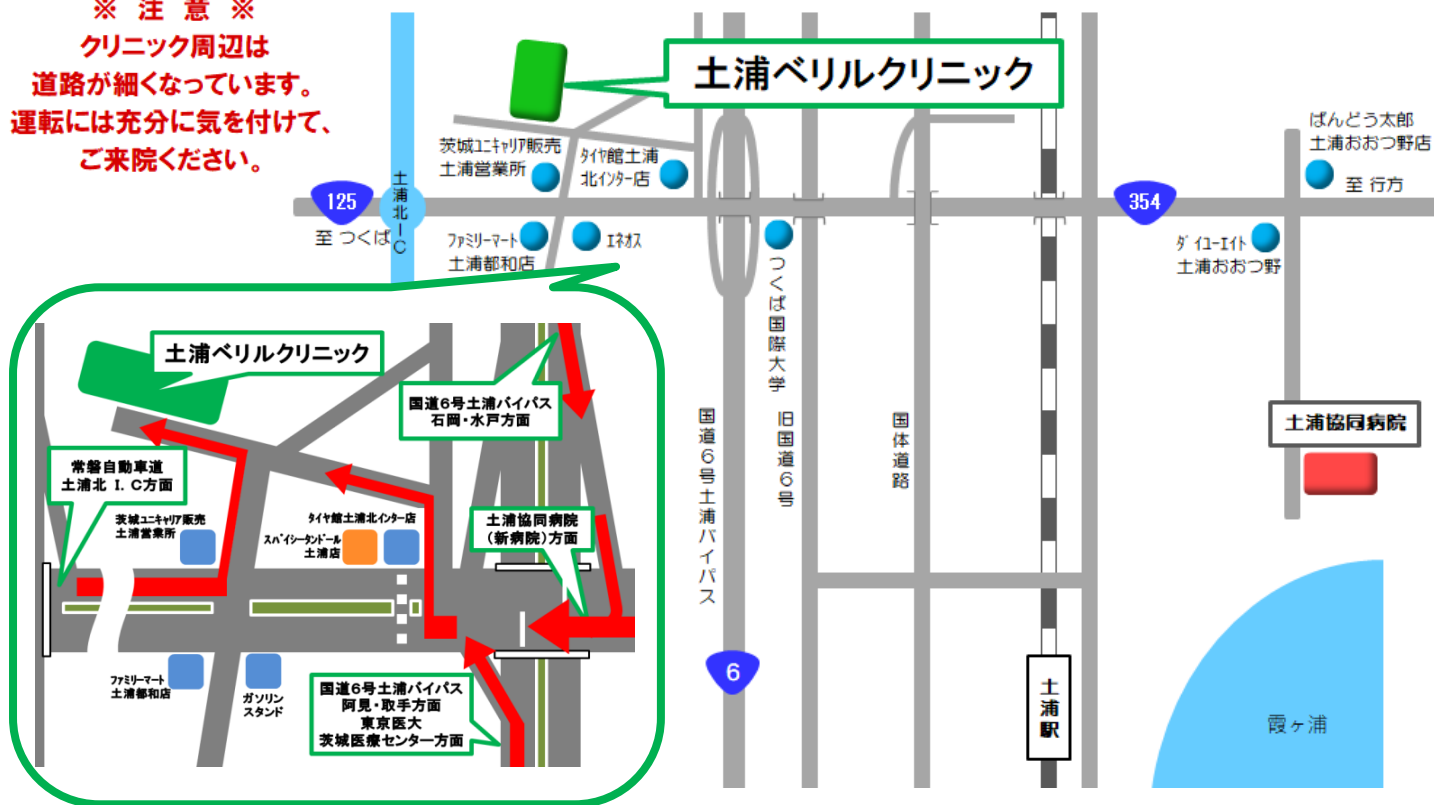 ※ 注 意 ※
クリニック周辺は
道路が細くなっています。
運転には充分に気を付けて、
ご来院ください。
土浦ベリルクリニック
茨城ユニキャリア販売
土浦営業所
タイヤ館土浦
北インター店
ばんどう太郎
土浦おおつ野店
至 行方
土浦北IC
125
至 つくば
354
ファミリーマート
土浦都和店
エネオス
つくば国際大学
ダイユーエイト
土浦おおつ野
国道6号土浦バイパス
旧国道6号
国体道路
土浦協同病院
6
土浦駅
霞ヶ浦
土浦ベリルクリニック
国道6号土浦バイパス
石岡・水戸方面
常磐自動車道
土浦北 I. C方面
茨城ユニキャリア販売
土浦営業所
タイヤ館土浦北インター店
スパイシータンドール
土浦店
土浦協同病院
(新病院)方面
ファミリーマート
土浦都和店
ガソリン
スタンド
国道6号土浦バイパス
阿見・取手方面
東京医大
茨城医療センター方面